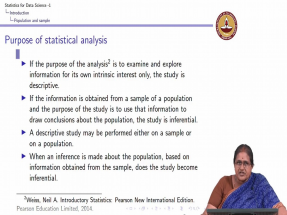 Statistics for Data Science -1
Introduction
Population and sample
Purpose of statistical analysis
If the purpose of the analysis² is to examine and explore
information for its own intrinsic interest only, the study is
descriptive.
If the information is obtained from a sample of a population
and the purpose of the study is to use that information to
draw conclusions about the population, the study is inferential.
A descriptive study may be performed either on a sample or
on a population.
When an inference is made about the population, based on
information obtained from the sample, does the study become
inferential.
³Weiss, Neil A. Introductory Statistics: Pearson New International Edition.
Pearson Education Limited, 2014.